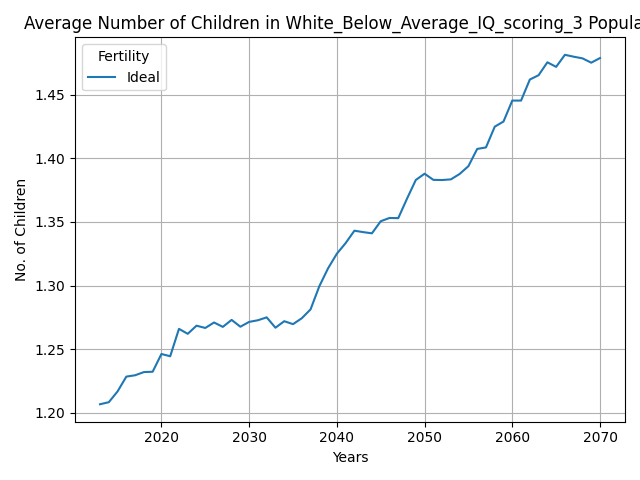 Average Number of Children in White_Below_Average_IQ_scoring_3 Popula
Fertility
Ideal
No. of Children
1.45
1.40
1.35
1.30
1.25
1.20
2020 2030 2040 2050 2060 2070
Years